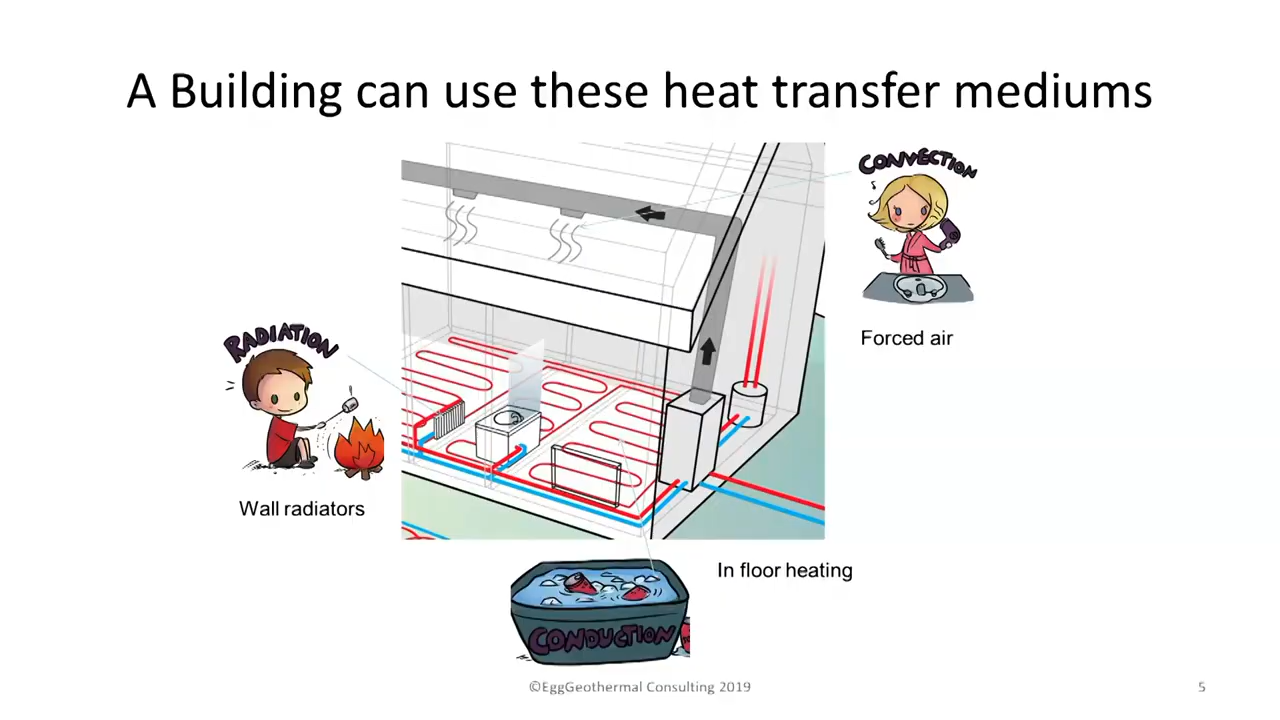 A Building can use these heat transfer mediums
CONVECTION
Forced air
RADIATION
Wall radiators
In floor heating
CONDUCTION
©EggGeothermal Consulting 2019
5